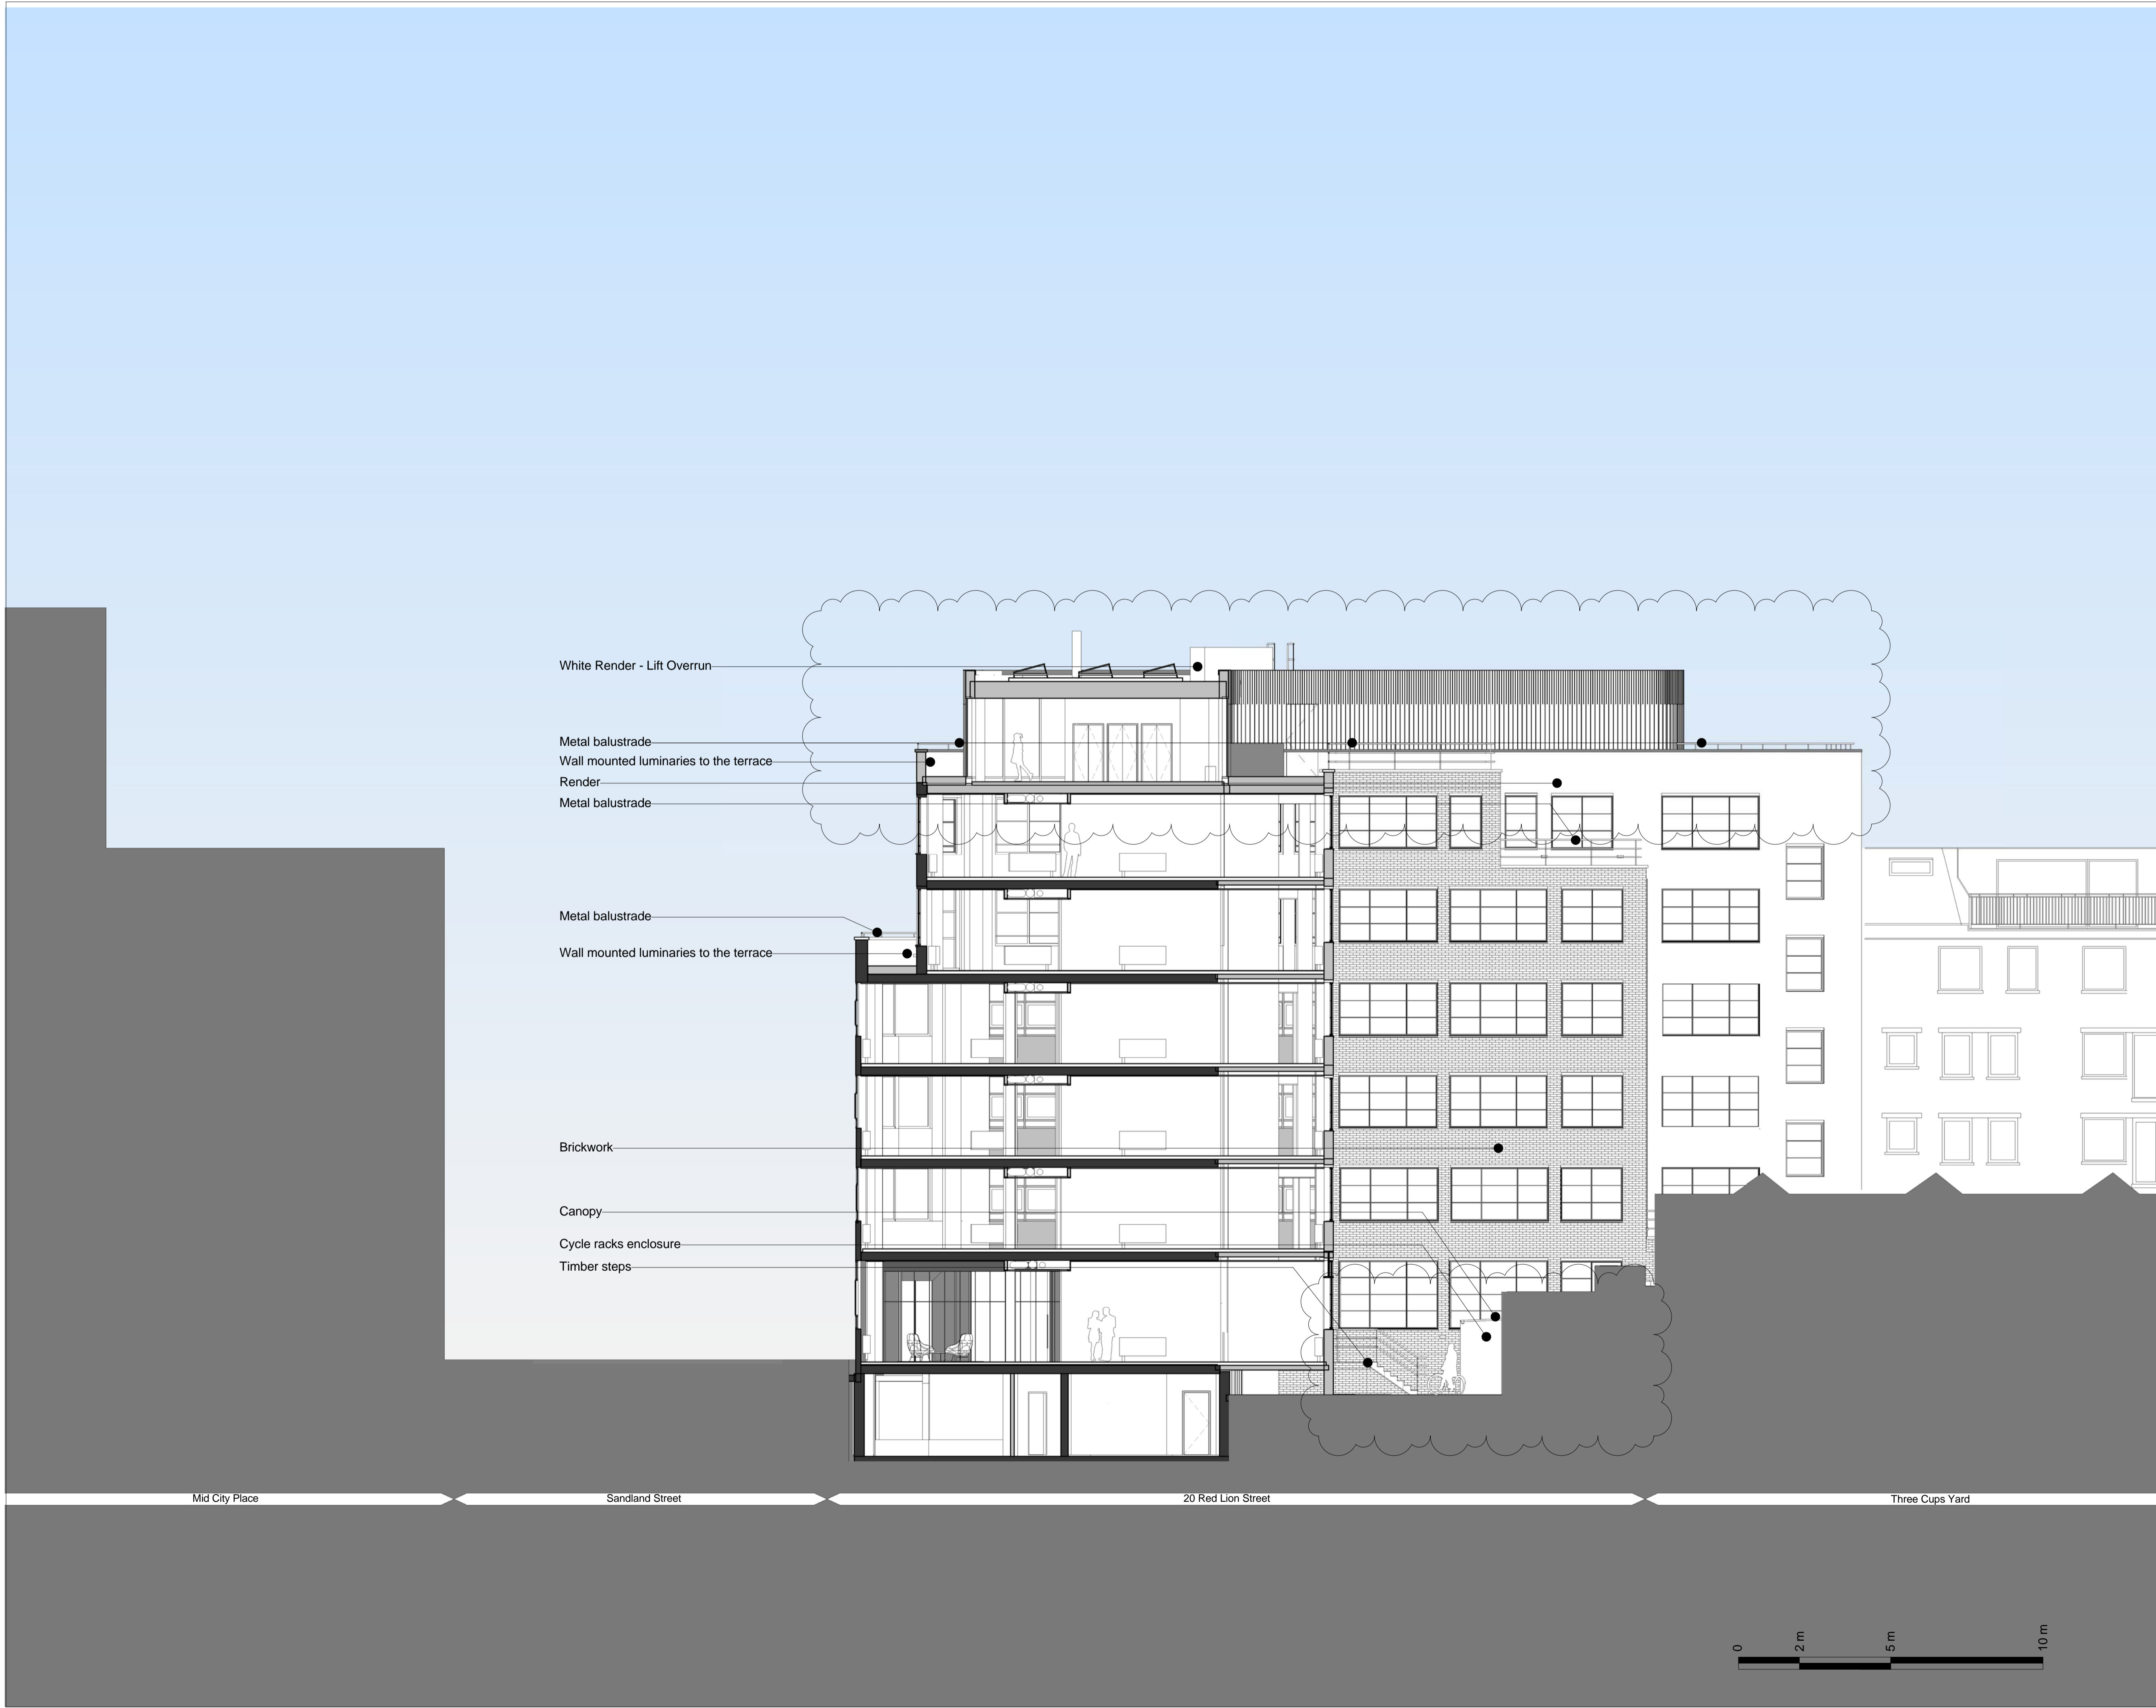 White Render - Lift Overrun
Metal balustrade
Wall mounted luminaries to the terrace
Render
Metal balustrade
Metal balustrade
Wall mounted luminaries to the terrace
Brickwork
Canopy
Cycle racks enclosure
Timber steps
Mid City Place
Sandland Street
20 Red Lion Street
Three Cups Yard
0
2 m
5 m
10 m